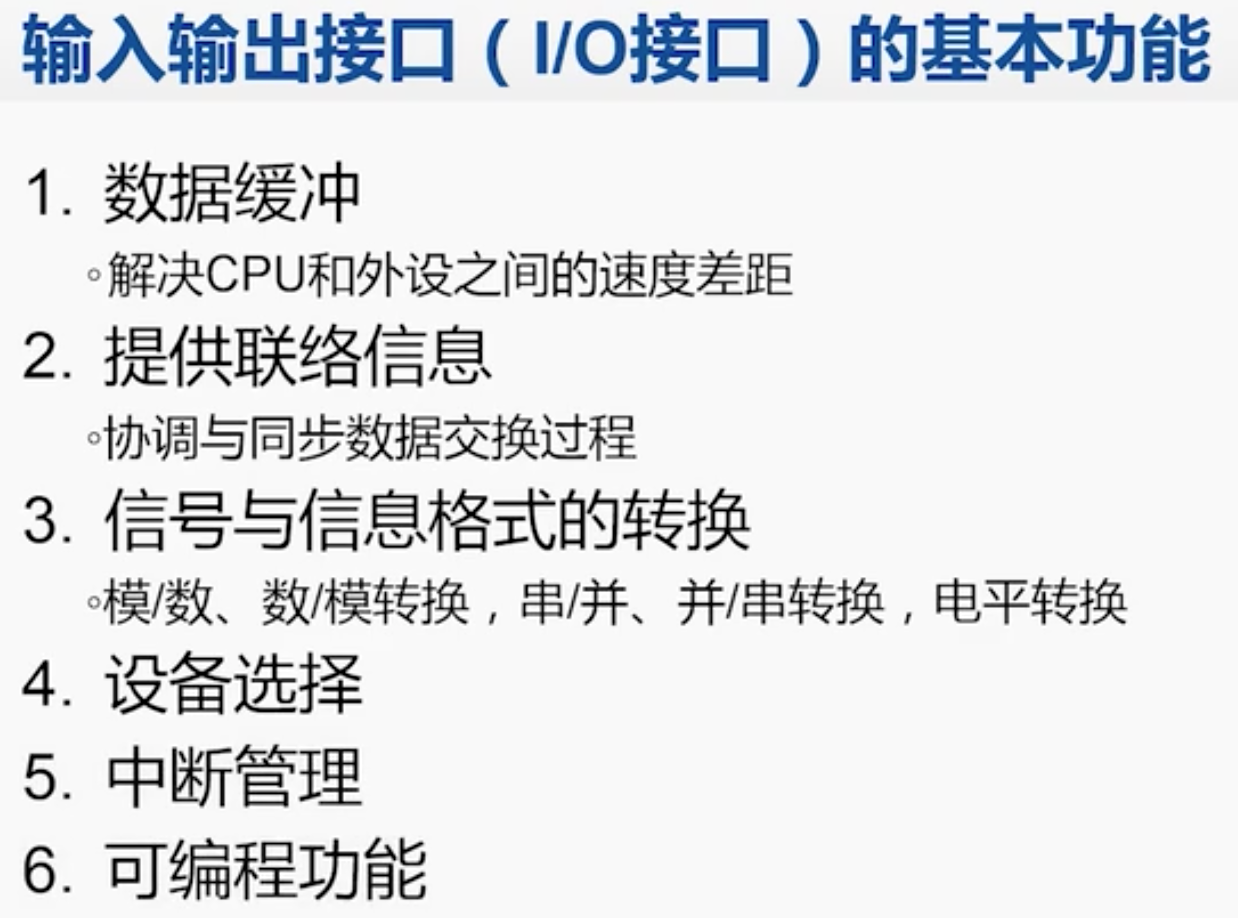 输入输出接口（I/O接口）的基本功能
1. 数据缓冲
◦解决CPU和外设之间的速度差距
2. 提供联络信息
◦协调与同步数据交换过程
3. 信号与信息格式的转换
◦模/数、数/模转换，串/并、并/串转换，电平转换
4. 设备选择
5. 中断管理
6. 可编程功能